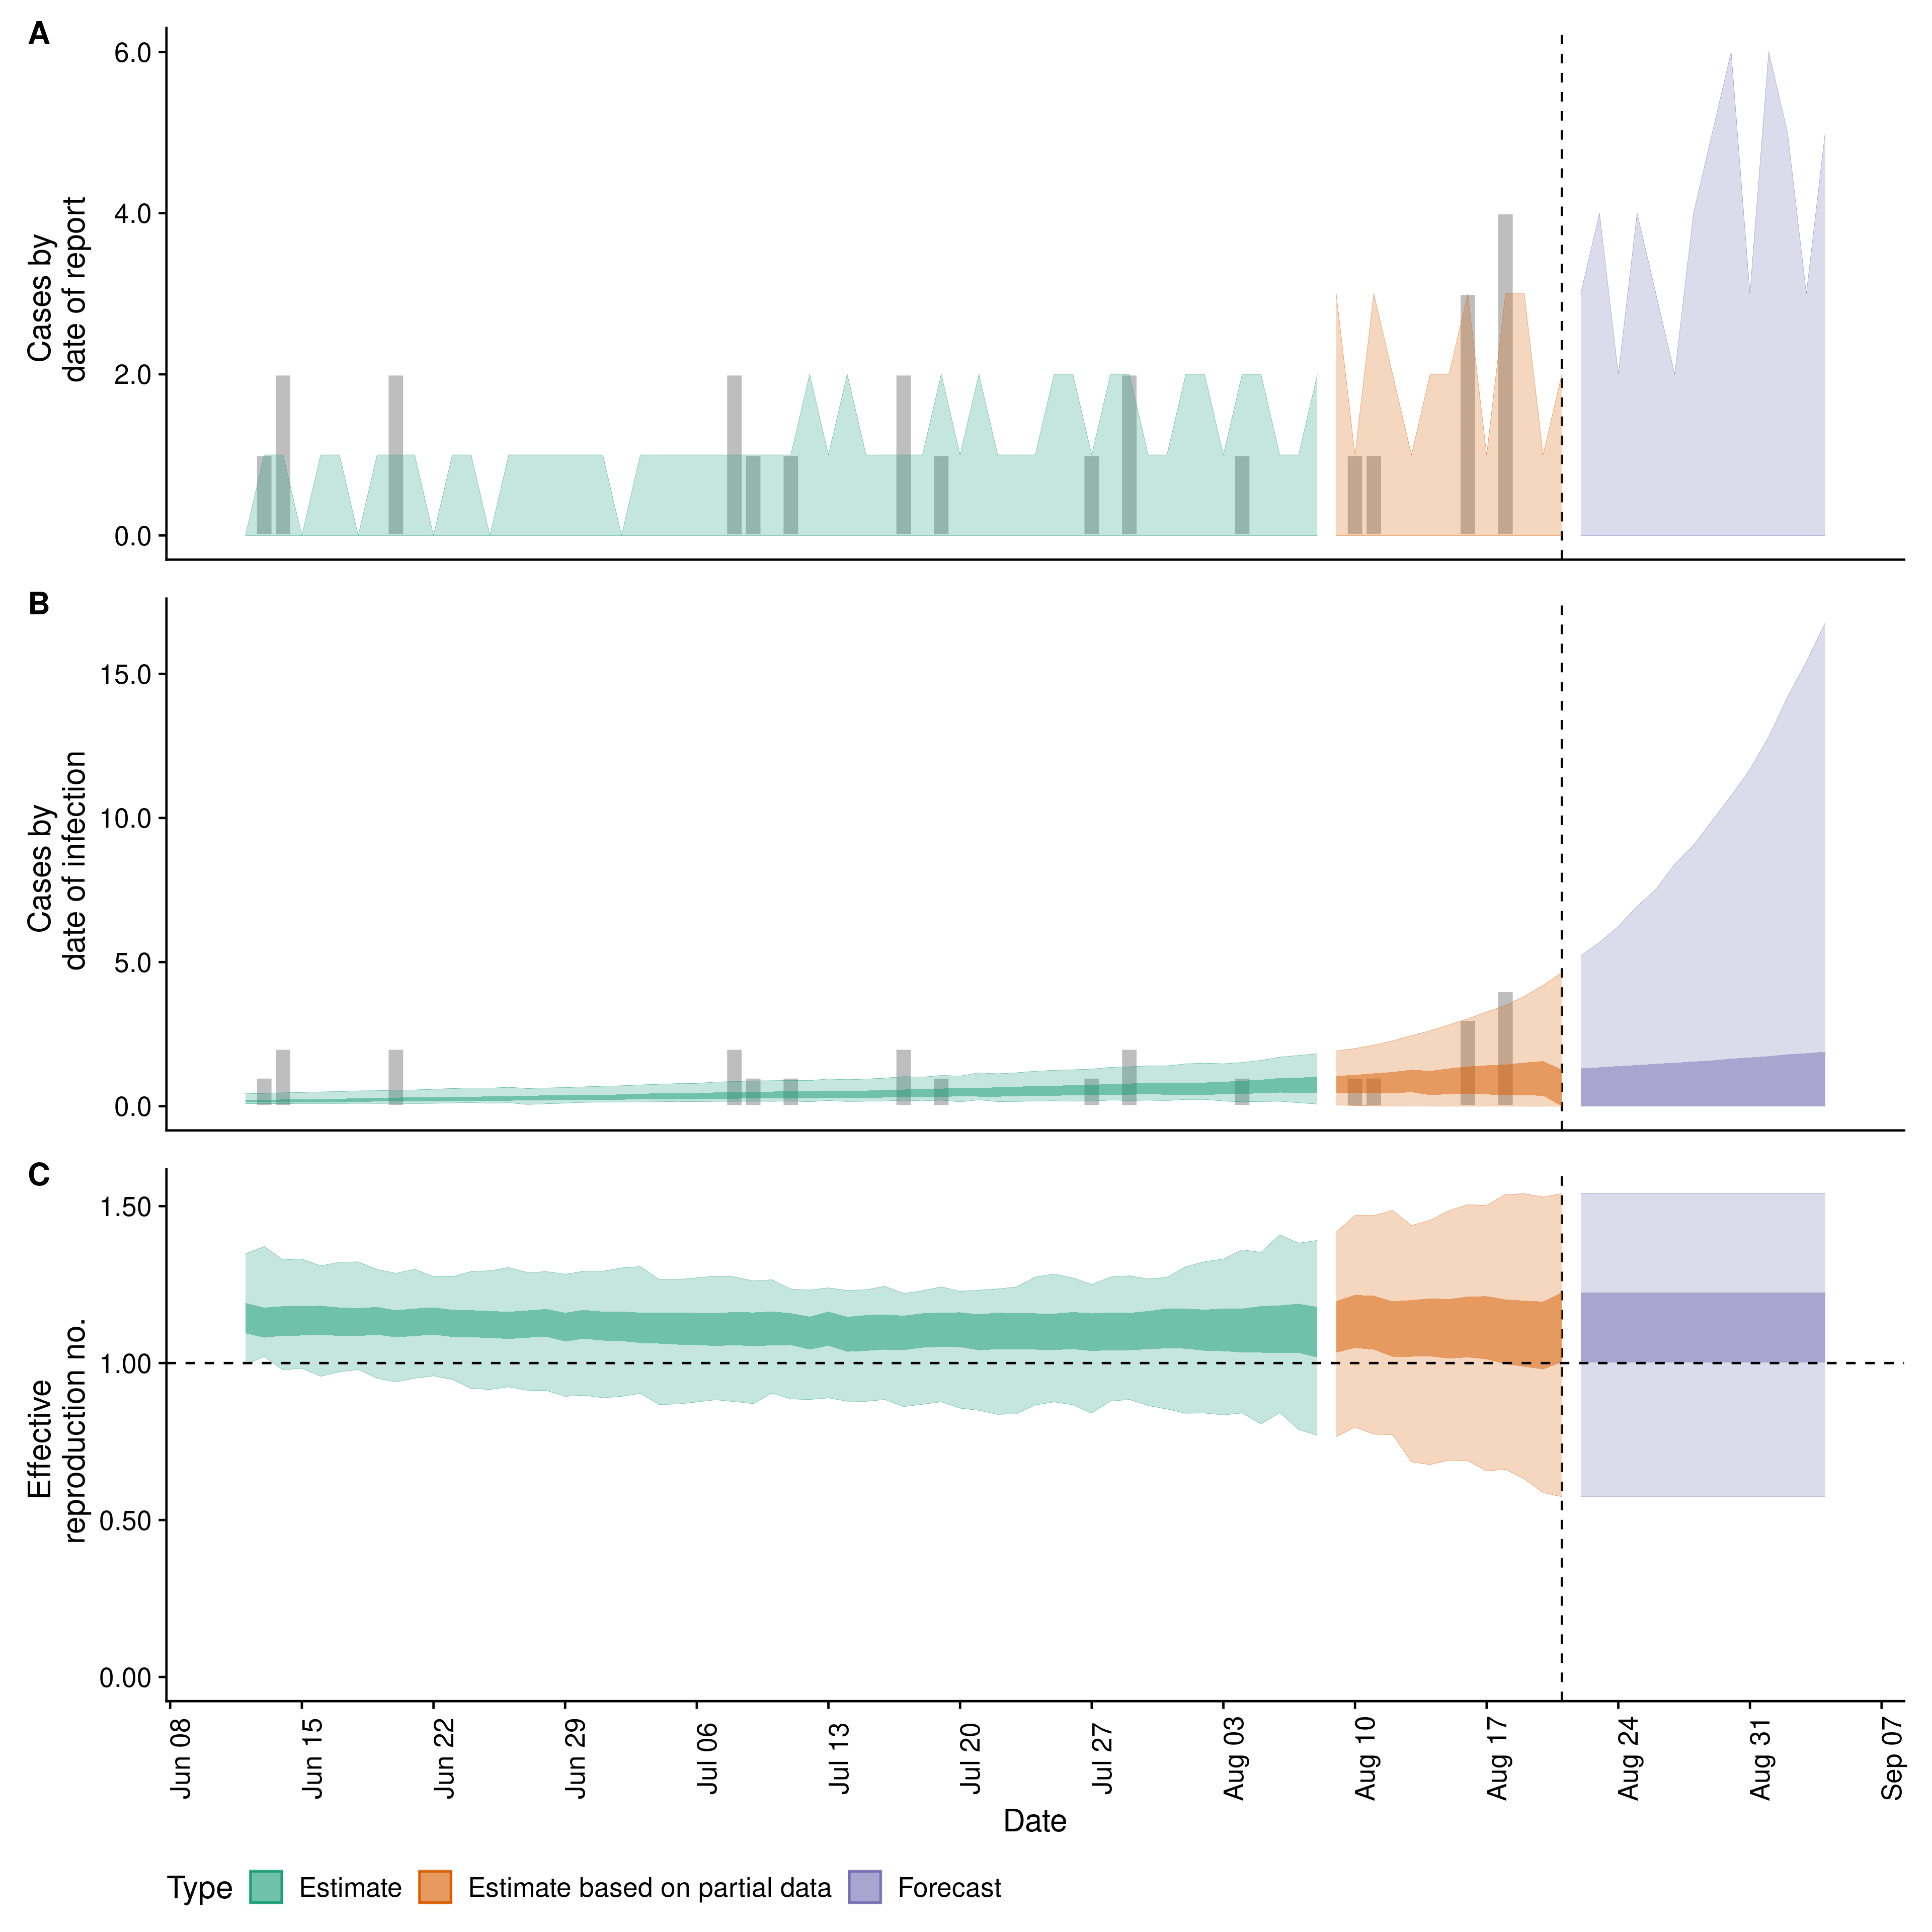 A
6.0
4.0
2.0
0.0
Cases by
date of report
B
15.0
10.0
5.0
0.0
Cases by
date of infection
C
1.50
1.00
0.50
0.00
Effective
reproduction no.
Jun 08
Jun 15
Jun 22
Jun 29
Jul 06
Jul 13
Jul 20
Jul 27
Aug 03
Aug 10
Aug 17
Aug 24
Aug 31
Sep 07
Date
Type Estimate Estimate based on partial data Forecast